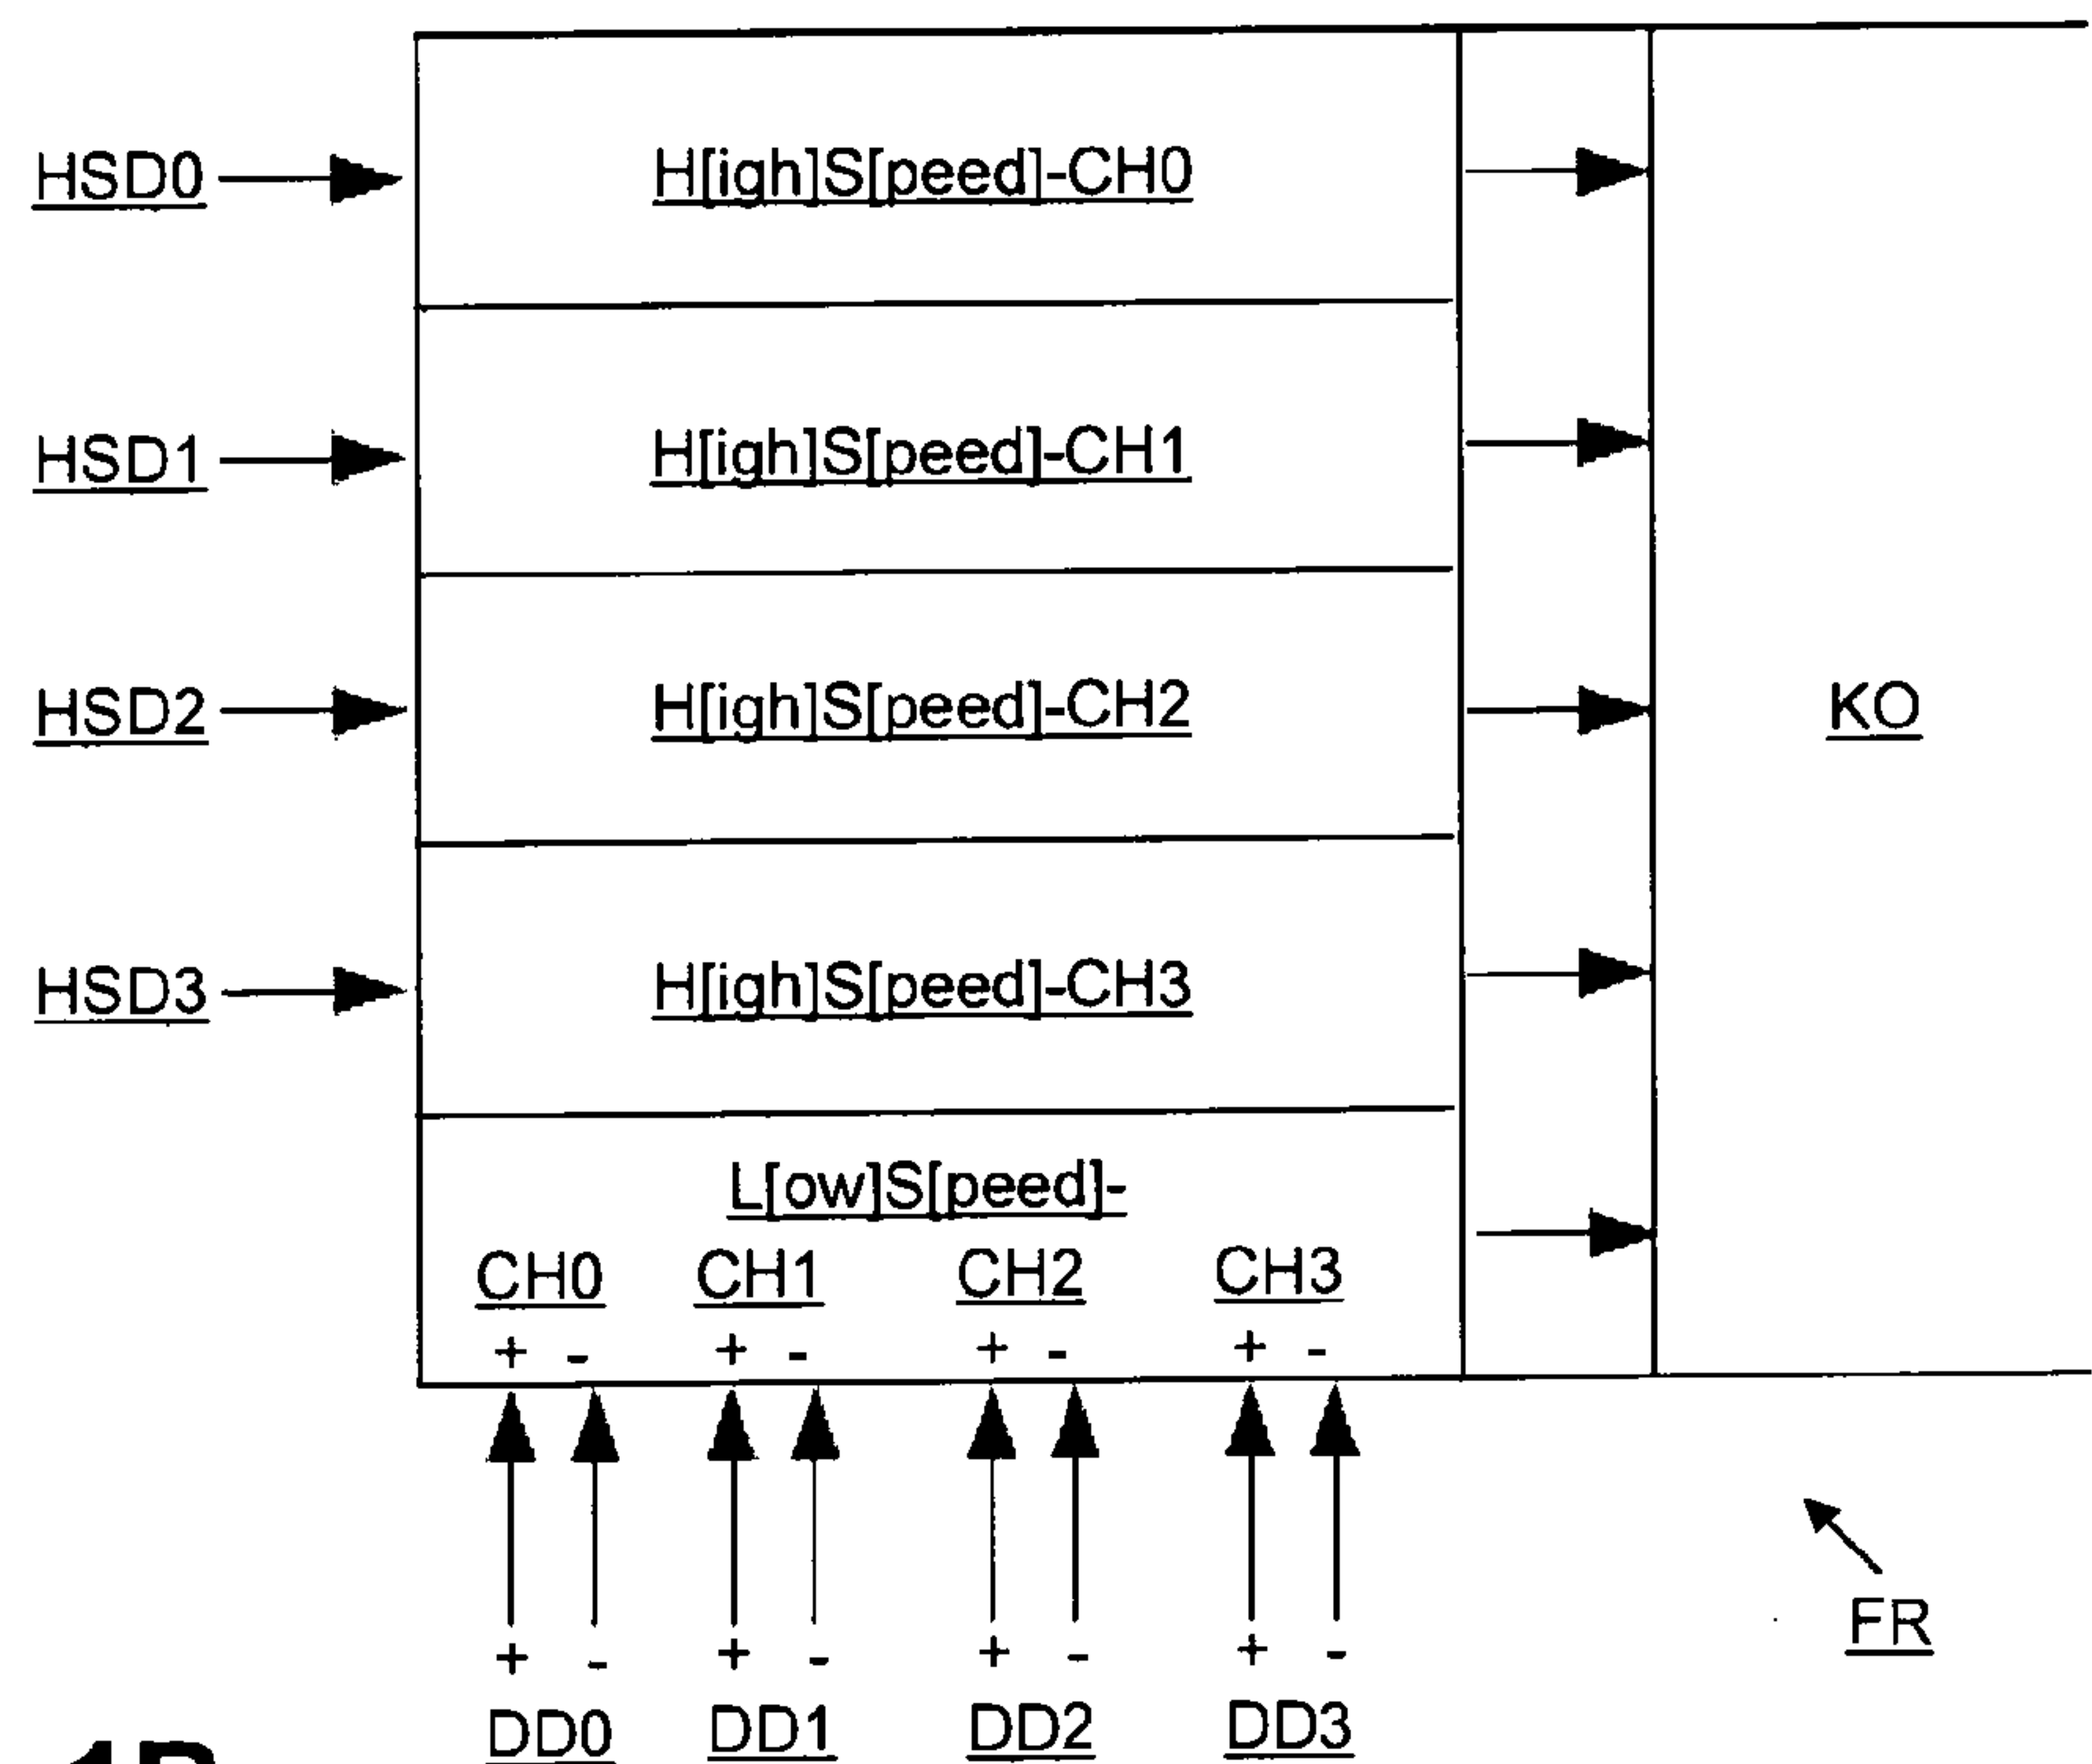 HSD0 H[igh]S[peed]-CH0
HSD1 H[igh]S[peed]-CH1
HSD2 H[igh]S[peed]-CH2 KO
HSD3 H[igh]S[peed]-CH3
L[ow]S[peed]-
CH0 CH1 CH2 CH3
+ - + - + - + -
FR
+ - + - + - + -
DD0 DD1 DD2 DD3